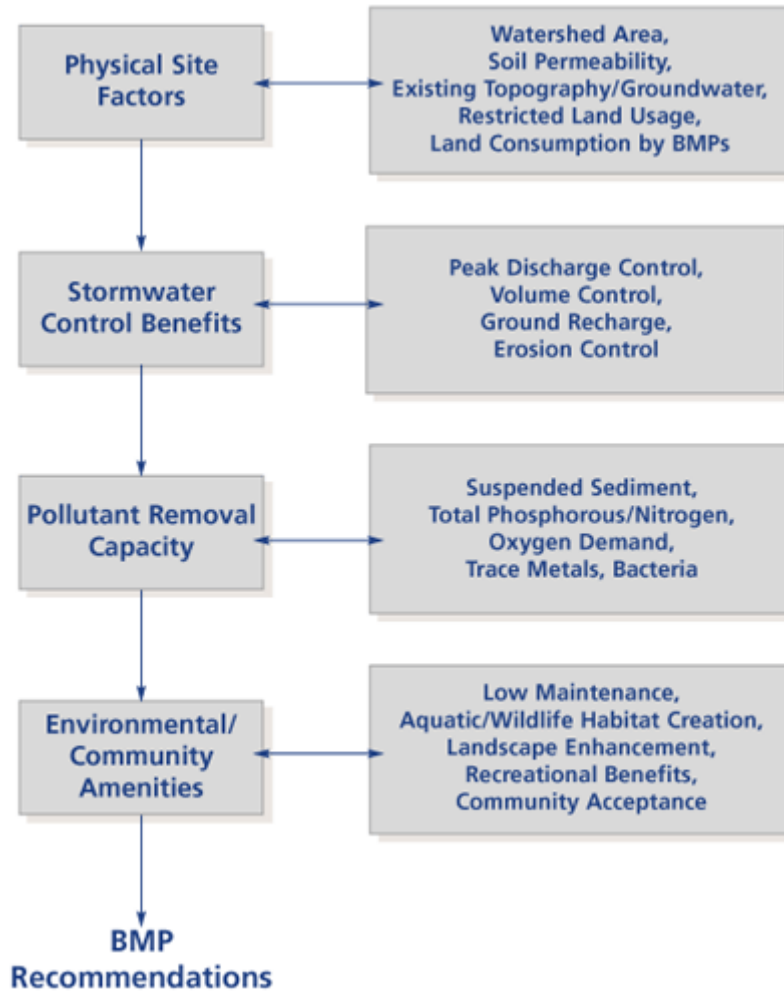 Physical Site
Factors
Watershed Area,
Soil Permeability,
Existing Topography/Groundwater,
Restricted Land Usage,
Land Consumption by BMPs
Stormwater
Control Benefits
Peak Discharge Control,
Volume Control,
Ground Recharge,
Erosion Control
Pollutant Removal
Capacity
Suspended Sediment,
Total Phosphorous/Nitrogen,
Oxygen Demand,
Trace Metals, Bacteria
Environmental/
Community
Amenities
Low Maintenance,
Aquatic/Wildlife Habitat Creation,
Landscape Enhancement,
Recreational Benefits,
Community Acceptance
BMP
Recommendations